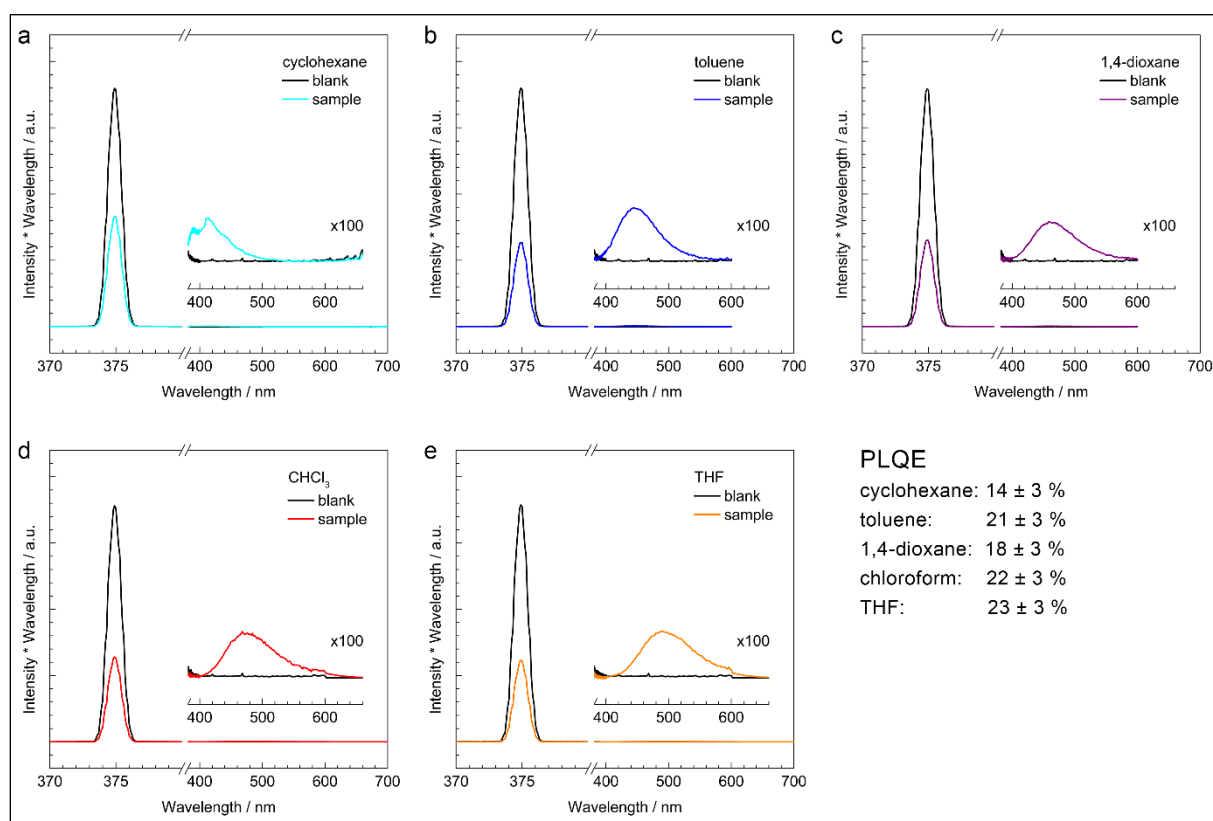 a
cyclohexane
blank
sample
x100
400 500 600
370 375 400 500 600 700
Wavelength / nm
Intensity * Wavelength / a.u.
b
toluene
blank
sample
x100
400 500 600
370 375 400 500 600 700
Wavelength / nm
Intensity * Wavelength / a.u.
c
1,4-dioxane
blank
sample
x100
400 500 600
370 375 400 500 600 700
Wavelength / nm
Intensity * Wavelength / a.u.
d
CHCl₃
blank
sample
x100
400 500 600
370 375 400 500 600 700
Wavelength / nm
Intensity * Wavelength / a.u.
e
THF
blank
sample
x100
400 500 600
370 375 400 500 600 700
Wavelength / nm
Intensity * Wavelength / a.u.
PLQE
cyclohexane: 14 ± 3 %
toluene: 21 ± 3 %
1,4-dioxane: 18 ± 3 %
chloroform: 22 ± 3 %
THF: 23 ± 3 %